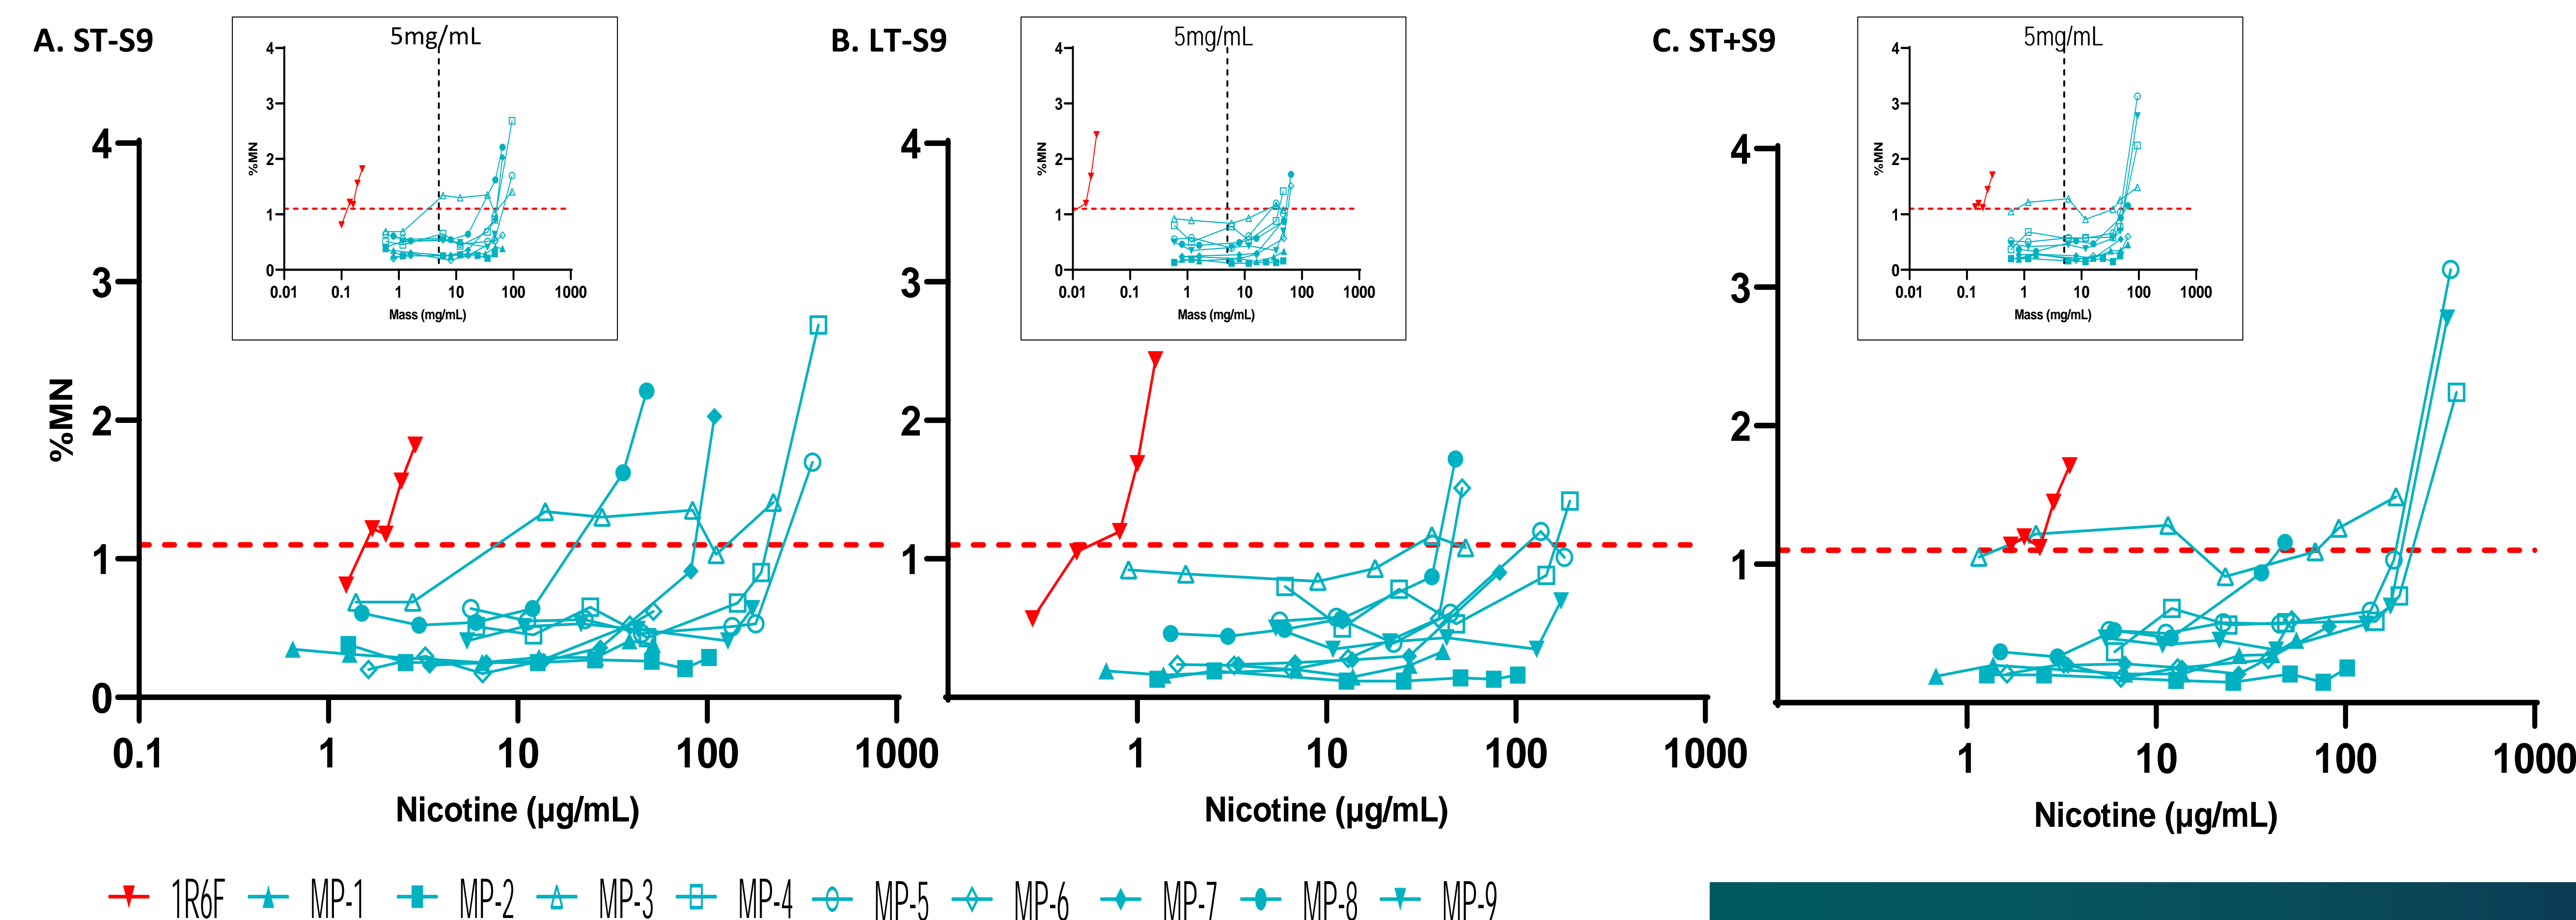 A. ST-S9
5mg/mL
4
3
2
1
0
%MN
0.01 0.1 1 10 100 1000
Mass (mg/mL)
4
3
2
1
0
%MN
0.1 1 10 100 1000
Nicotine (µg/mL)
B. LT-S9
5mg/mL
4
3
2
1
0
%MN
0.01 0.1 1 10 100 1000
Mass (mg/mL)
4
3
2
1
1 10 100 1000
Nicotine (µg/mL)
C. ST+S9
5mg/mL
4
3
2
1
0
%MN
0.01 0.1 1 10 100 1000
Mass (mg/mL)
4
3
2
1
1 10 100 1000
Nicotine (µg/mL)
1R6F MP-1 MP-2 MP-3 MP-4 MP-5 MP-6 MP-7 MP-8 MP-9